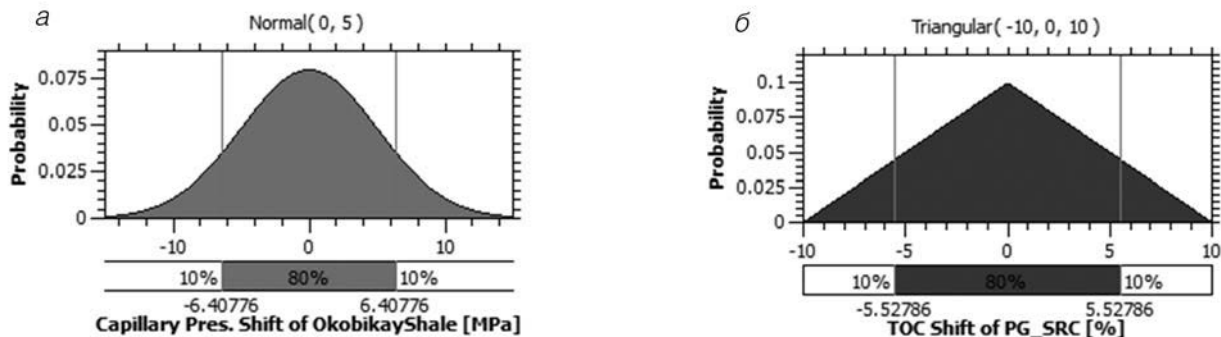 а
Normal( 0, 5 )
Probability
0.075
0.05
0.025
0
-10 0 10
10% 80% 10%
-6.40776 6.40776
Capillary Pres. Shift of OkobikayShale [MPa]
б
Triangular( -10, 0, 10 )
Probability
0.1
0.075
0.05
0.025
0
-10 -5 0 5 10
10% 80% 10%
-5.52786 5.52786
TOC Shift of PG_SRC [%]